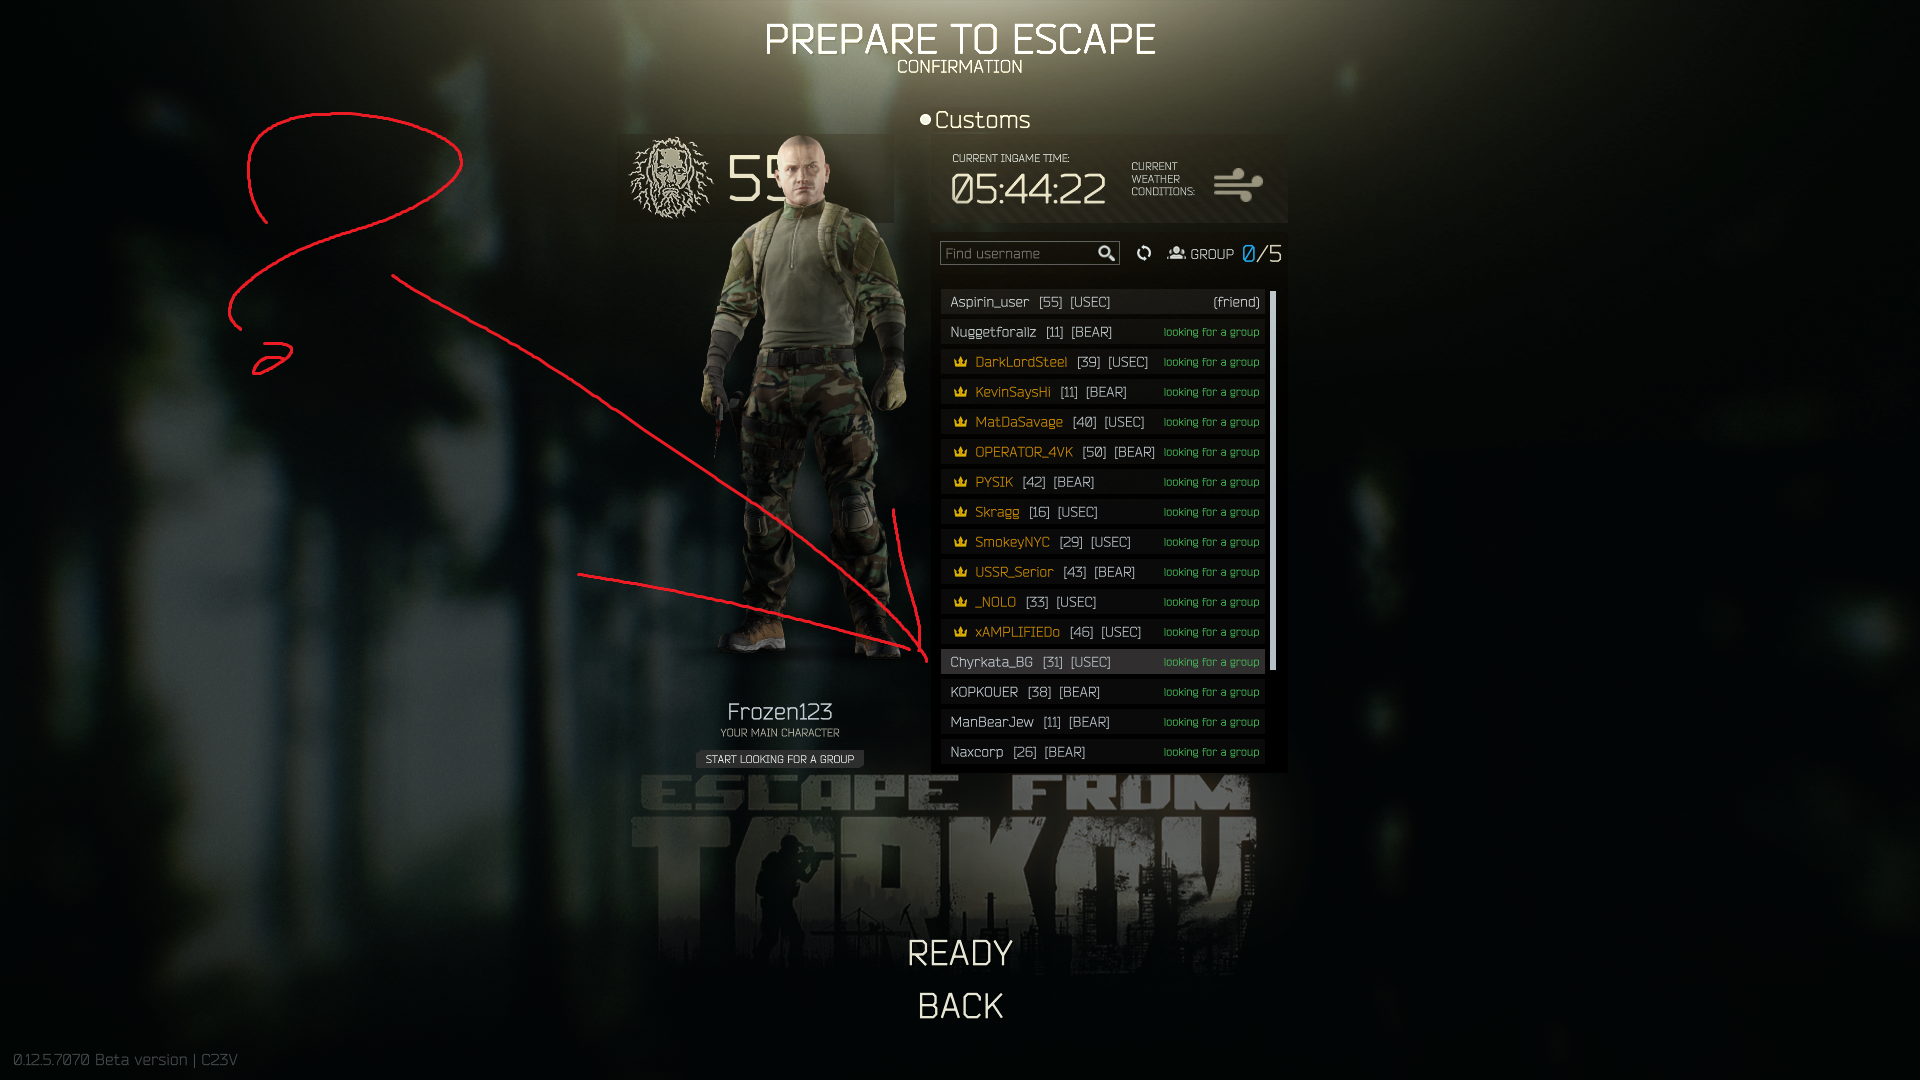 PREPARE TO ESCAPE
CONFIRMATION
Customs
55
CURRENT INGAME TIME:
05:44:22
CURRENT
WEATHER
CONDITIONS:
Find username
GROUP 0/5
Aspirin_user [55] [USEC] (friend)
Nuggetforallz [11] [BEAR] looking for a group
DarkLordSteel [39] [USEC] looking for a group
KevinSaysHi [11] [BEAR] looking for a group
MatDaSavage [40] [USEC] looking for a group
OPERATOR_4VK [50] [BEAR] looking for a group
PYSIK [42] [BEAR] looking for a group
Skragg [16] [USEC] looking for a group
SmokeyNYC [29] [USEC] looking for a group
USSR_Serior [43] [BEAR] looking for a group
_NOLO [33] [USEC] looking for a group
xAMPLIFIEDo [46] [USEC] looking for a group
Chyrkata_BG [31] [USEC] looking for a group
KOPKOUER [38] [BEAR] looking for a group
ManBearJew [11] [BEAR] looking for a group
Naxcorp [26] [BEAR] looking for a group
Frozen123
YOUR MAIN CHARACTER
START LOOKING FOR A GROUP
ESCAPE FROM
TARKOV
READY
BACK
0.12.5.7070 Beta version | C23V